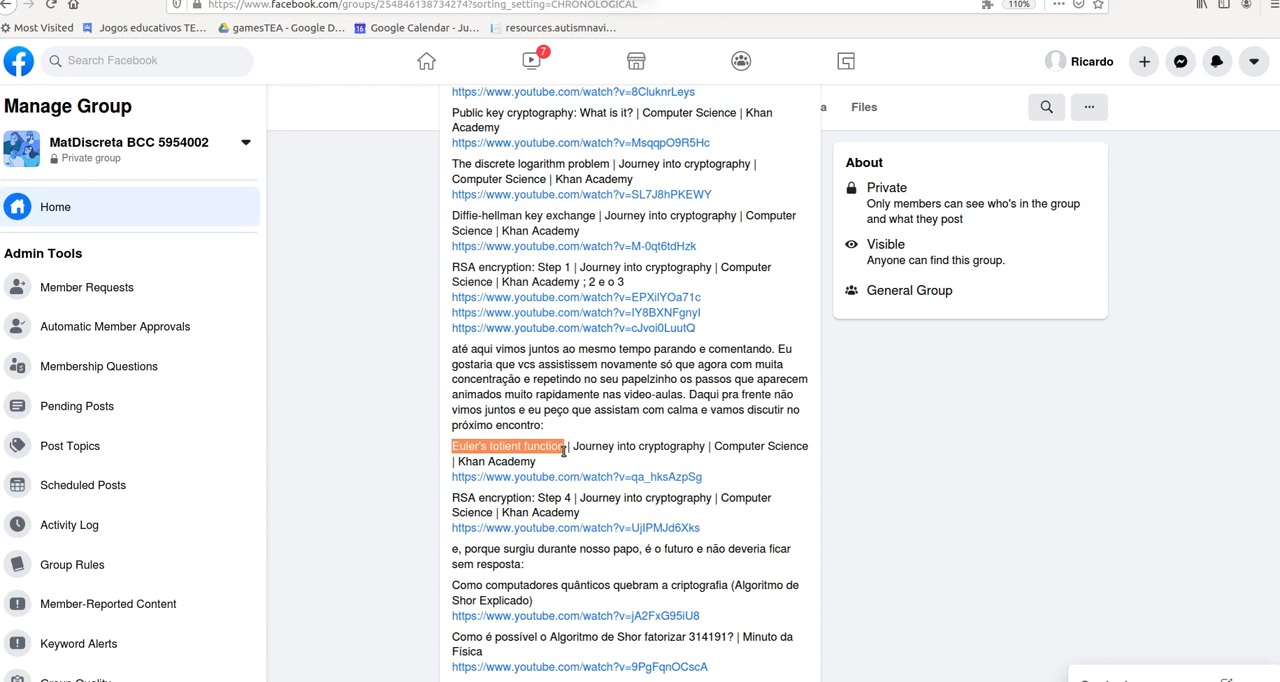 https://www.facebook.com/groups/254846138734274?sorting_setting=CHRONOLOGICAL
110%
Most Visited
Jogos educativos TE...
gamesTEA - Google D...
16
Google Calendar - Ju...
resources.autismnavi...
Search Facebook
7
Ricardo
Manage Group
MatDiscreta BCC 5954002
Private group
Home
Admin Tools
Member Requests
Automatic Member Approvals
Membership Questions
Pending Posts
Post Topics
Scheduled Posts
Activity Log
Group Rules
Member-Reported Content
Keyword Alerts
a
Files
https://www.youtube.com/watch?v=8CluknrLeys
Public key cryptography: What is it? | Computer Science | Khan
Academy
https://www.youtube.com/watch?v=MsqqpO9R5Hc
The discrete logarithm problem | Journey into cryptography |
Computer Science | Khan Academy
https://www.youtube.com/watch?v=SL7J8hPKEWY
Diffie-hellman key exchange | Journey into cryptography | Computer
Science | Khan Academy
https://www.youtube.com/watch?v=M-0qt6tdHzk
RSA encryption: Step 1 | Journey into cryptography | Computer
Science | Khan Academy ; 2 e o 3
https://www.youtube.com/watch?v=EPXilYOa71c
https://www.youtube.com/watch?v=IY8BXNFgnyI
https://www.youtube.com/watch?v=cJvoi0LuutQ
até aqui vimos juntos ao mesmo tempo parando e comentando. Eu
gostaria que vcs assistissem novamente só que agora com muita
concentração e repetindo no seu papelzinho os passos que aparecem
animados muito rapidamente nas video-aulas. Daqui pra frente não
vimos juntos e eu peço que assistam com calma e vamos discutir no
próximo encontro:
Euler's totient function | Journey into cryptography | Computer Science
| Khan Academy
https://www.youtube.com/watch?v=qa_hksAzpSg
RSA encryption: Step 4 | Journey into cryptography | Computer
Science | Khan Academy
https://www.youtube.com/watch?v=UjIPMJd6Xks
e, porque surgiu durante nosso papo, é o futuro e não deveria ficar
sem resposta:
Como computadores quânticos quebram a criptografia (Algoritmo de
Shor Explicado)
https://www.youtube.com/watch?v=jA2FxG95iU8
Como é possível o Algoritmo de Shor fatorizar 314191? | Minuto da
Física
https://www.youtube.com/watch?v=9PgFqnOCscA
About
Private
Only members can see who's in the group
and what they post
Visible
Anyone can find this group.
General Group